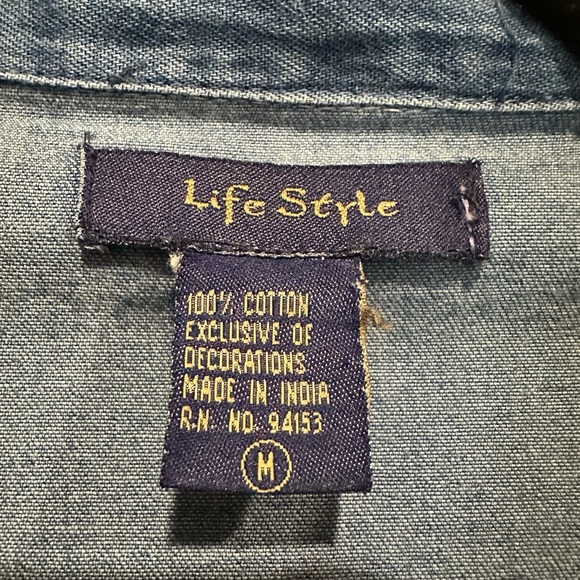 Life Style
100% COTTON
EXCLUSIVE OF
DECORATIONS
MADE IN INDIA
R.N. NO. 94153
M